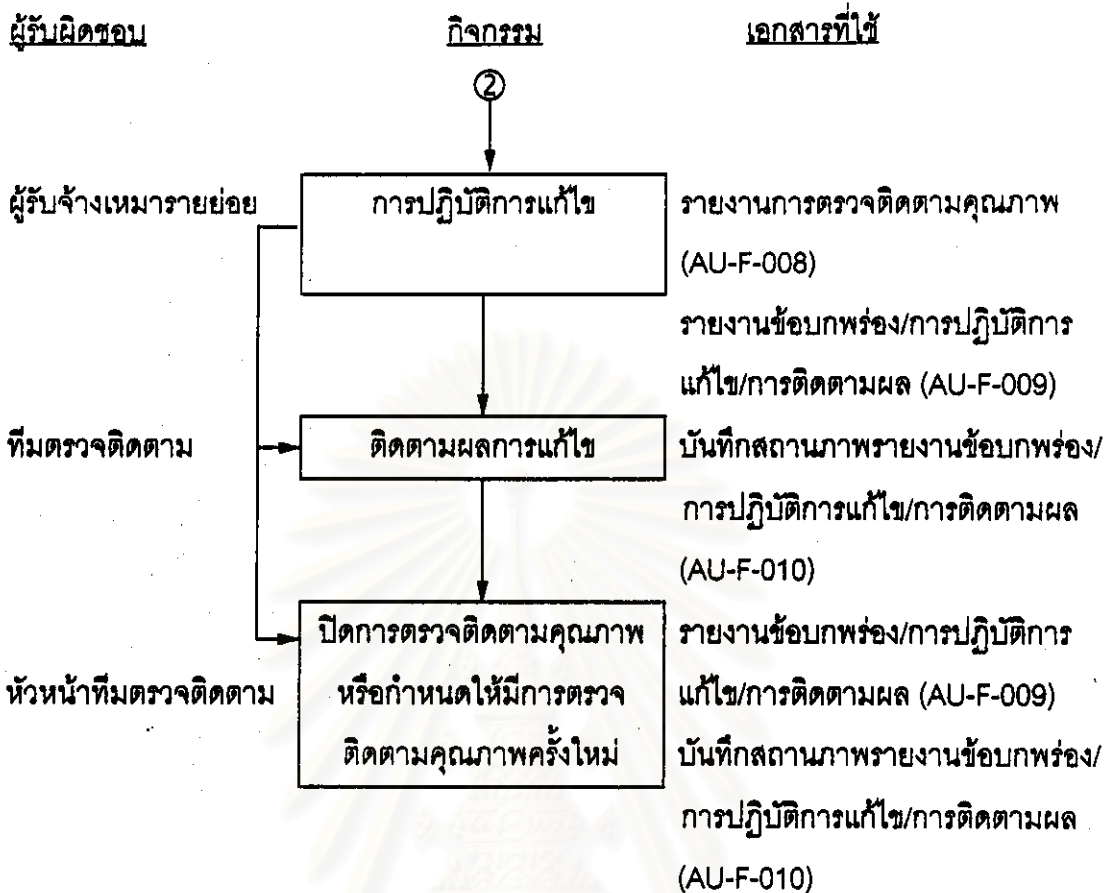 ผู้รับผิดชอบ กิจกรรม เอกสารที่ใช้
②
ผู้รับจ้างเหมารายย่อย การปฏิบัติการแก้ไข รายงานการตรวจติดตามคุณภาพ
(AU-F-008)
รายงานข้อบกพร่อง/การปฏิบัติการ
แก้ไข/การติดตามผล (AU-F-009)
ทีมตรวจติดตาม ติดตามผลการแก้ไข บันทึกสถานภาพรายงานข้อบกพร่อง/
การปฏิบัติการแก้ไข/การติดตามผล
(AU-F-010)
ปิดการตรวจติดตามคุณภาพ รายงานข้อบกพร่อง/การปฏิบัติการ
หัวหน้าทีมตรวจติดตาม หรือกำหนดให้มีการตรวจ แก้ไข/การติดตามผล (AU-F-009)
ติดตามคุณภาพครั้งใหม่ บันทึกสถานภาพรายงานข้อบกพร่อง/
การปฏิบัติการแก้ไข/การติดตามผล
(AU-F-010)